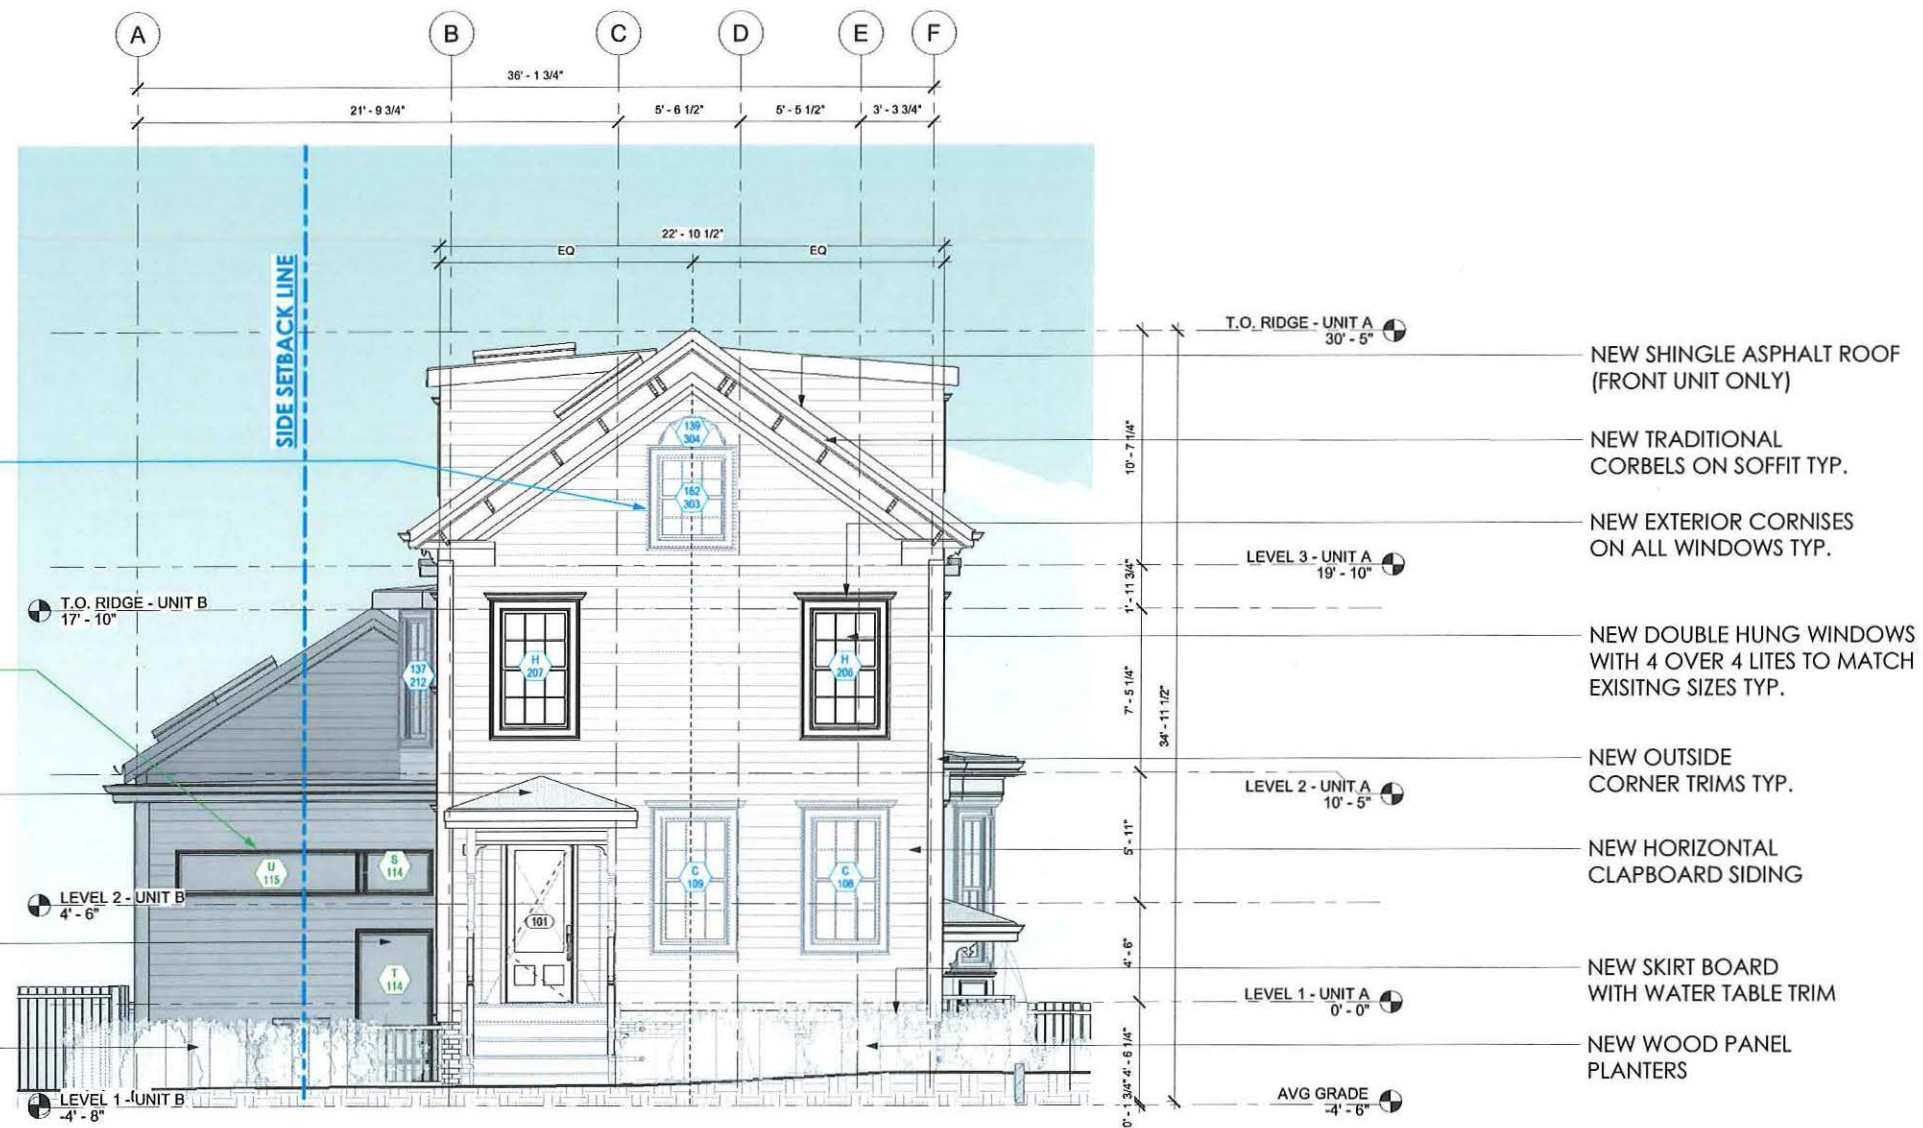 A B C D E F
36' - 1 3/4"
21' - 9 3/4" 5' - 6 1/2" 5' - 5 1/2" 3' - 3 3/4"
22' - 10 1/2"
EQ EQ
SIDE SETBACK LINE
T.O. RIDGE - UNIT A
30' - 5"
NEW SHINGLE ASPHALT ROOF
(FRONT UNIT ONLY)
139
304
10' - 7 1/4"
NEW TRADITIONAL
CORBELS ON SOFFIT TYP.
162
303
NEW EXTERIOR CORNISES
ON ALL WINDOWS TYP.
LEVEL 3 - UNIT A
19' - 10"
1' - 11 3/4"
T.O. RIDGE - UNIT B
17' - 10"
NEW DOUBLE HUNG WINDOWS
WITH 4 OVER 4 LITES TO MATCH
EXISITNG SIZES TYP.
137
212
H
207
H
206
7' - 5 1/4"
34' - 11 1/2"
NEW OUTSIDE
CORNER TRIMS TYP.
LEVEL 2 - UNIT A
10' - 5"
5' - 11"
NEW HORIZONTAL
CLAPBOARD SIDING
U
115
S
114
C
109
C
108
LEVEL 2 - UNIT B
4' - 6"
101
4' - 6"
T
114
NEW SKIRT BOARD
WITH WATER TABLE TRIM
LEVEL 1 - UNIT A
0' - 0"
NEW WOOD PANEL
PLANTERS
4' - 6 1/4"
0' - 1 3/4"
LEVEL 1 - UNIT B
-4' - 8"
AVG GRADE
-4' - 6"